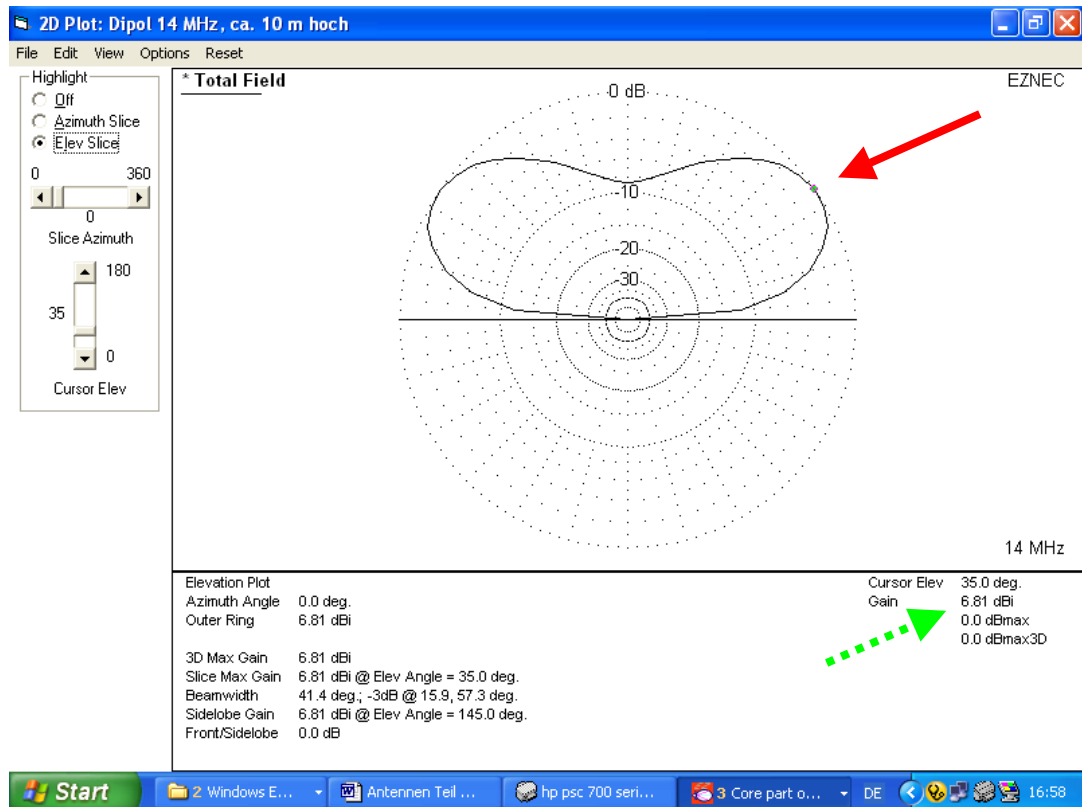 2D Plot: Dipol 14 MHz, ca. 10 m hoch
File Edit View Options Reset
Highlight
Off
Azimuth Slice
Elev Slice
0 360
0
Slice Azimuth
180
35
0
Cursor Elev
* Total Field
EZNEC
0 dB
-10
-20
-30
14 MHz
Elevation Plot
Azimuth Angle 0.0 deg.
Outer Ring 6.81 dBi
3D Max Gain 6.81 dBi
Slice Max Gain 6.81 dBi @ Elev Angle = 35.0 deg.
Beamwidth 41.4 deg.; -3dB @ 15.9, 57.3 deg.
Sidelobe Gain 6.81 dBi @ Elev Angle = 145.0 deg.
Front/Sidelobe 0.0 dB
Cursor Elev 35.0 deg.
Gain 6.81 dBi
0.0 dBmax
0.0 dBmax3D
Start 2 Windows E... Antennen Teil ... hp psc 700 seri... 3 Core part o... DE 16:58